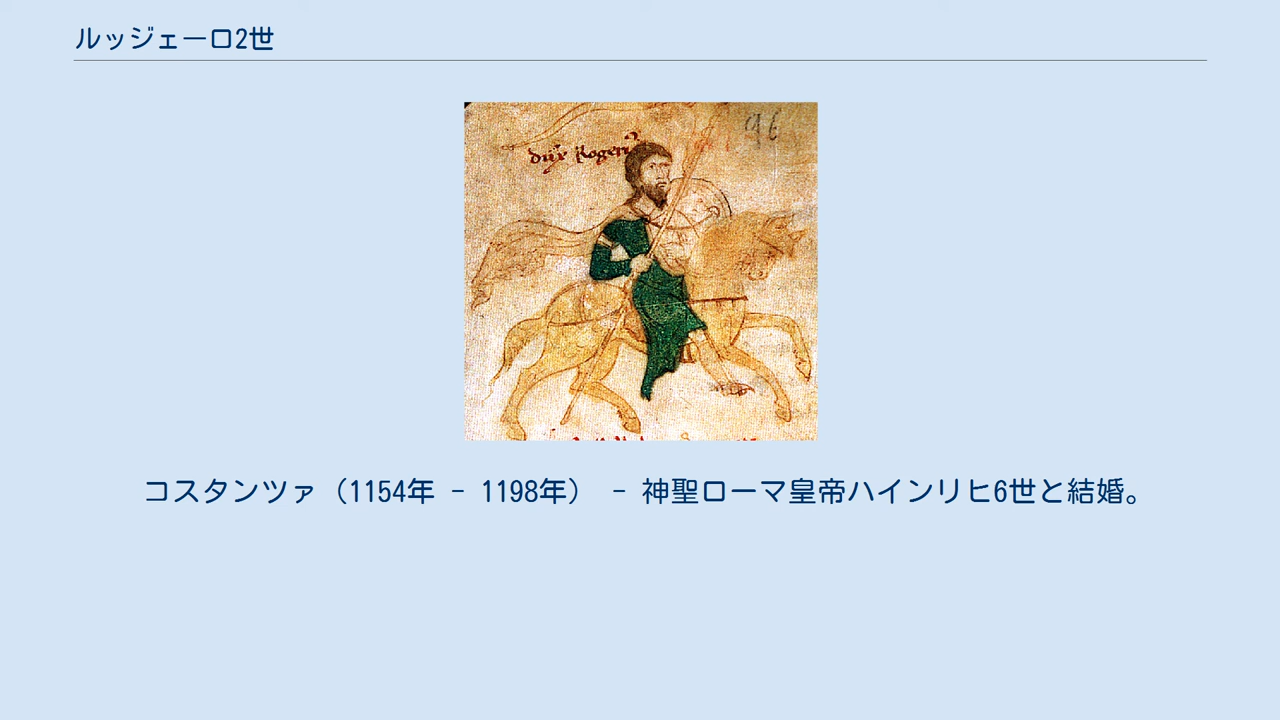 ルッジェーロ2世
96
dux Rogeri
コスタンツァ（1154年 - 1198年） - 神聖ローマ皇帝ハインリヒ6世と結婚。